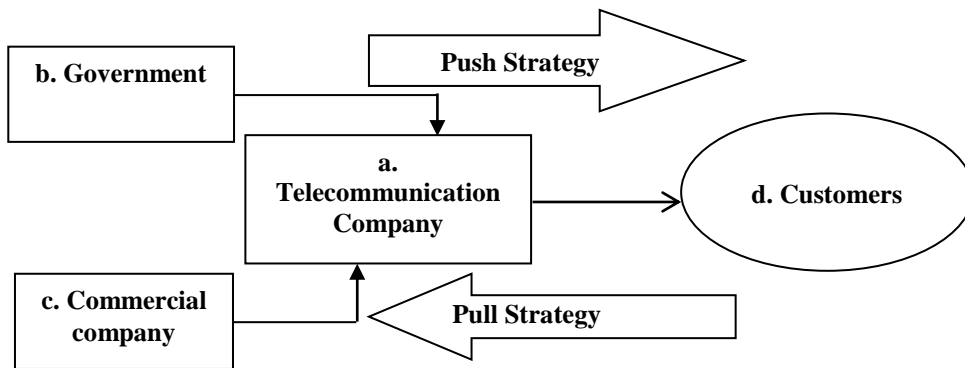 Push Strategy
b. Government
a.
Telecommunication
Company
d. Customers
c. Commercial
company
Pull Strategy